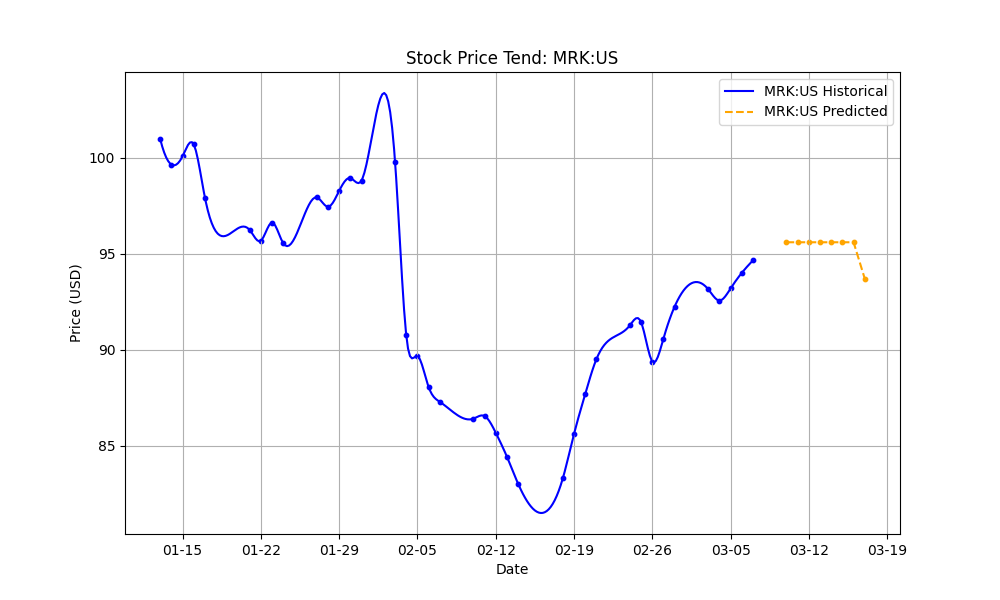 Stock Price Tend: MRK:US
MRK:US Historical
MRK:US Predicted
100
95
90
85
Price (USD)
01-15 01-22 01-29 02-05 02-12 02-19 02-26 03-05 03-12 03-19
Date